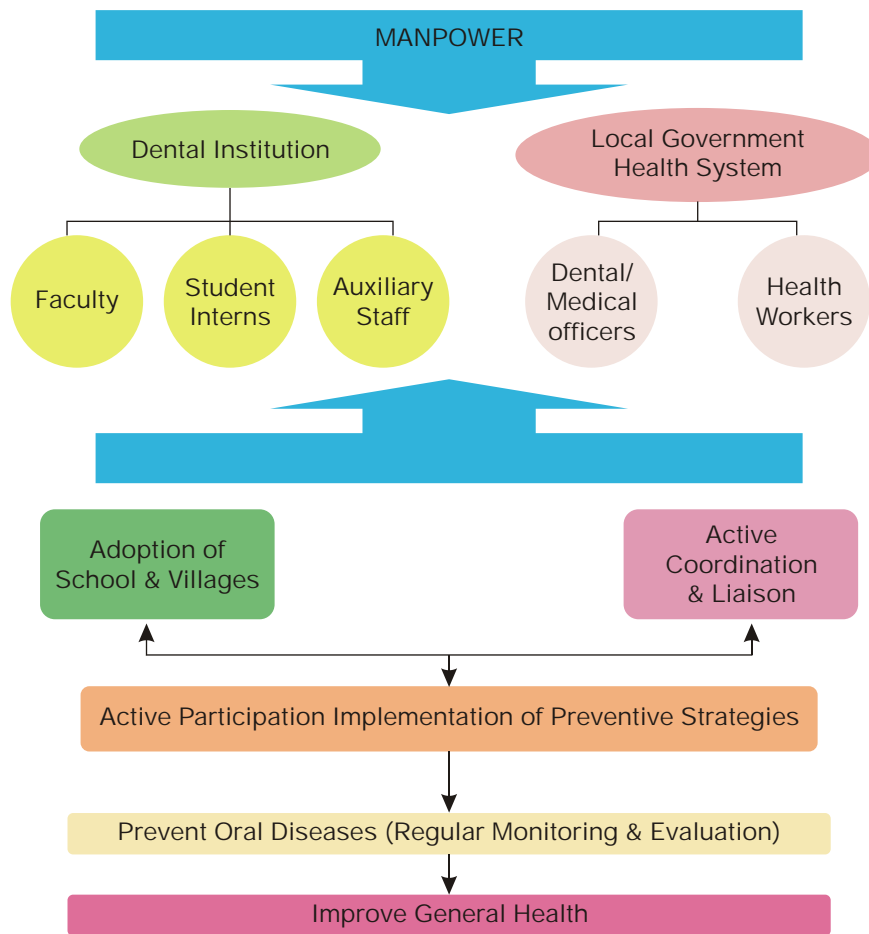 MANPOWER
Dental Institution
Local Government
Health System
Faculty
Student
Interns
Auxiliary
Staff
Dental/
Medical
officers
Health
Workers
Adoption of
School & Villages
Active
Coordination
& Liaison
Active Participation Implementation of Preventive Strategies
Prevent Oral Diseases (Regular Monitoring & Evaluation)
Improve General Health